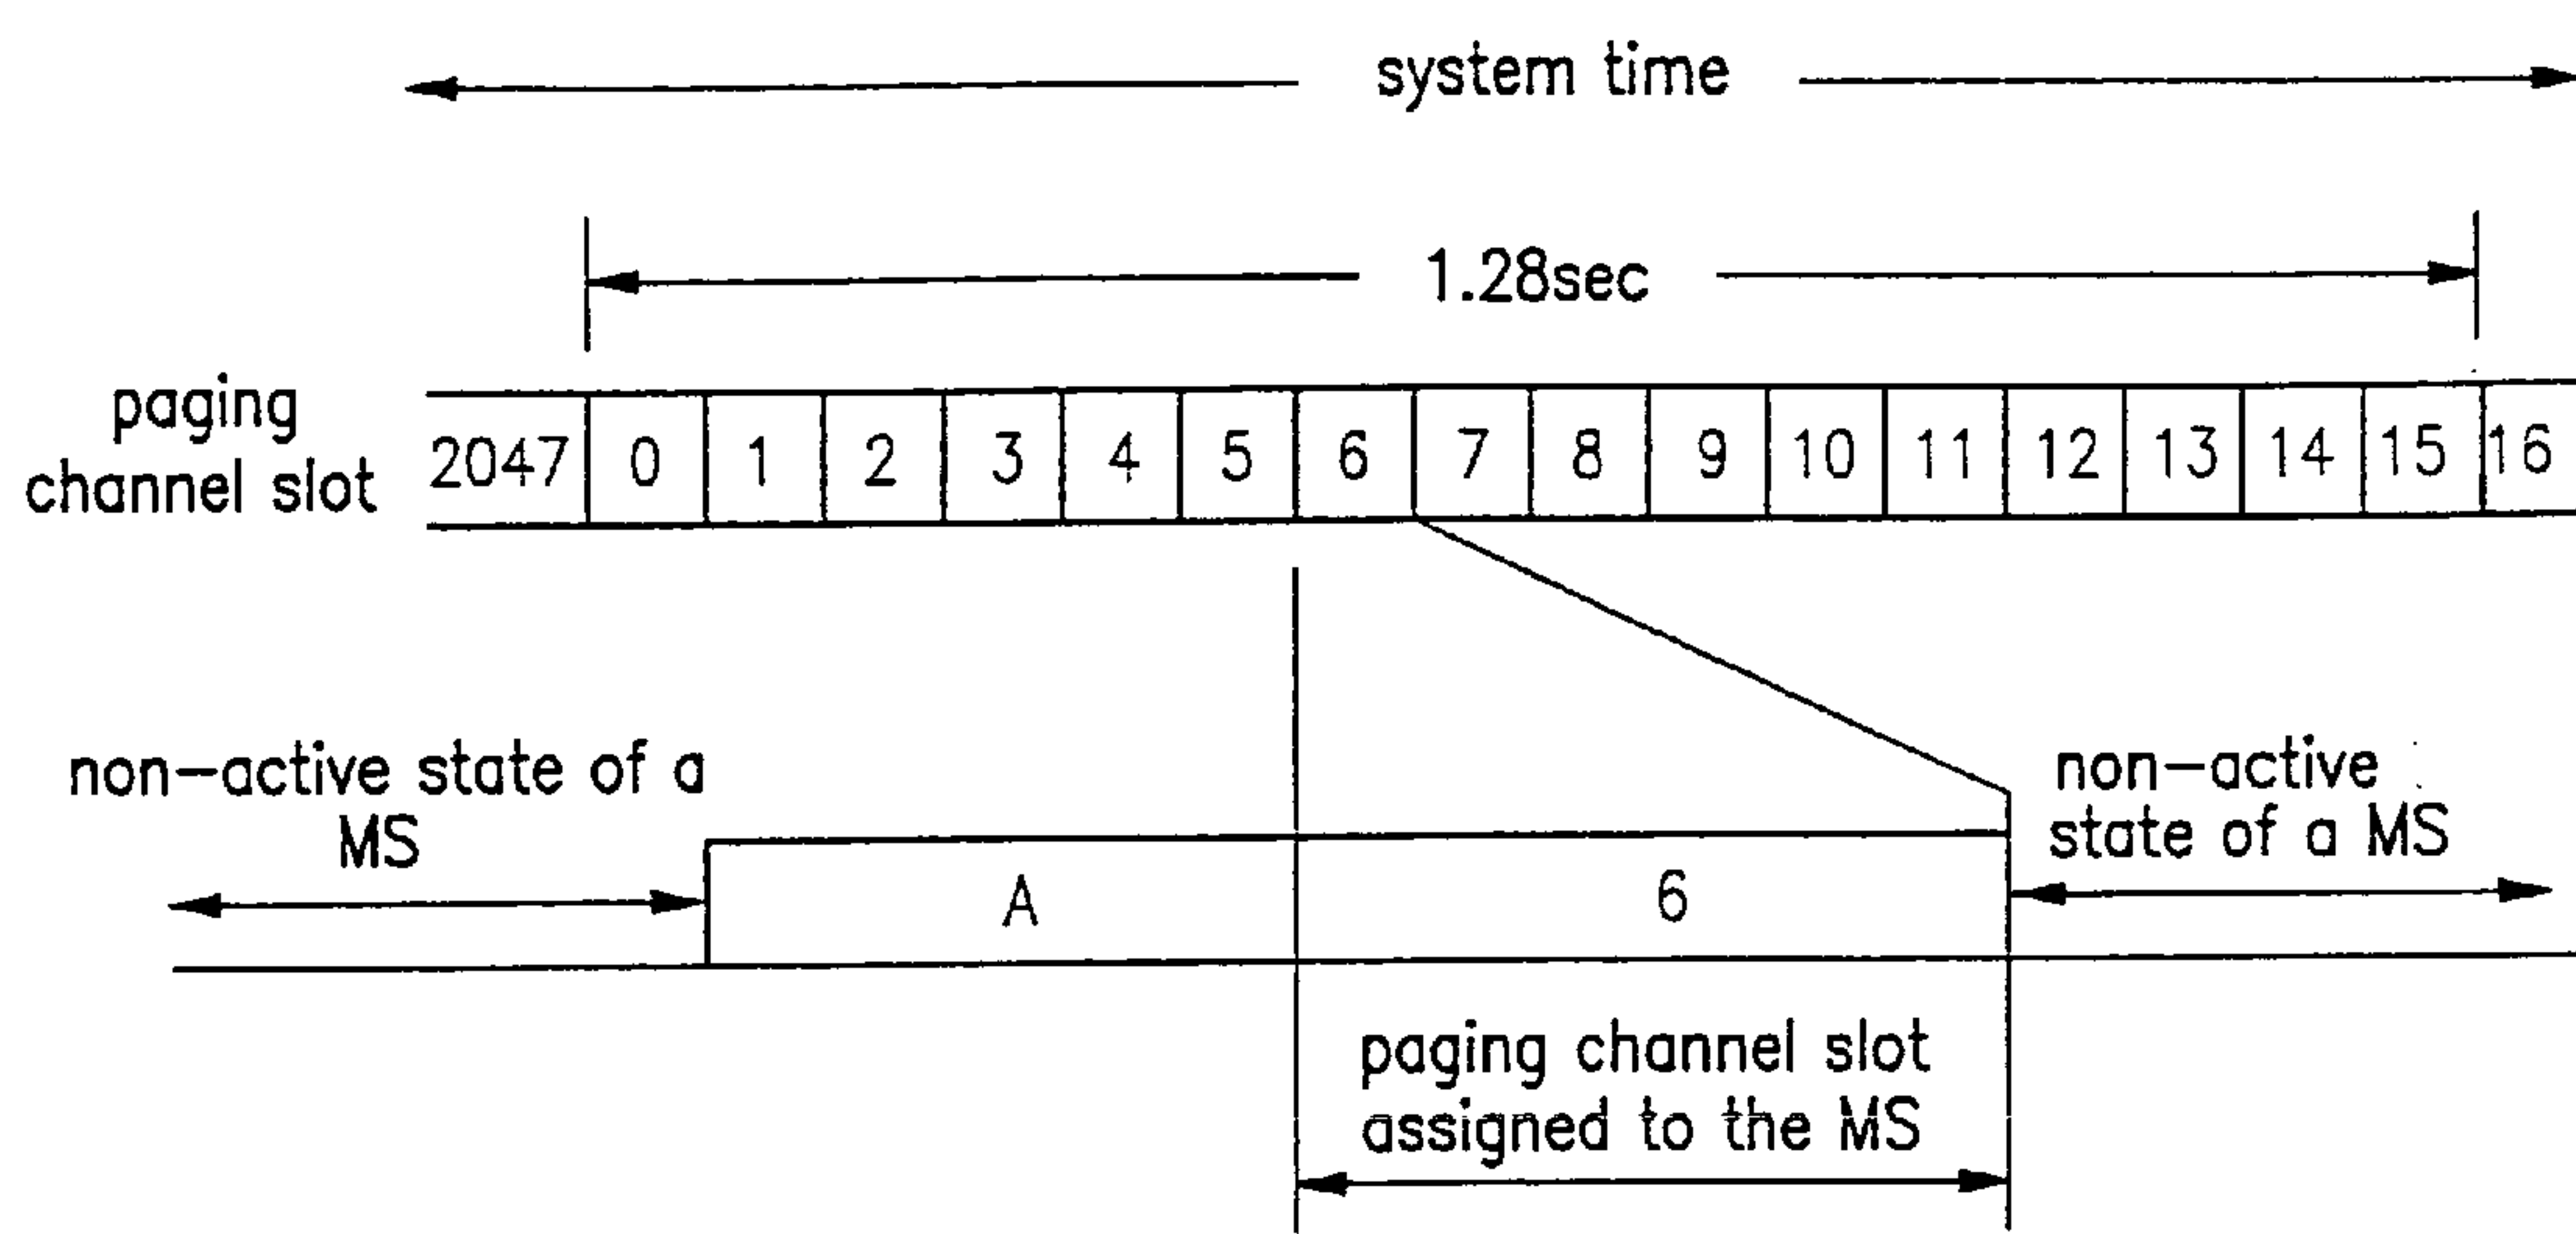 system time
1.28sec
paging
channel slot
2047 0 1 2 3 4 5 6 7 8 9 10 11 12 13 14 15 16
non-active state of a
MS
non-active
state of a MS
A 6
paging channel slot
assigned to the MS